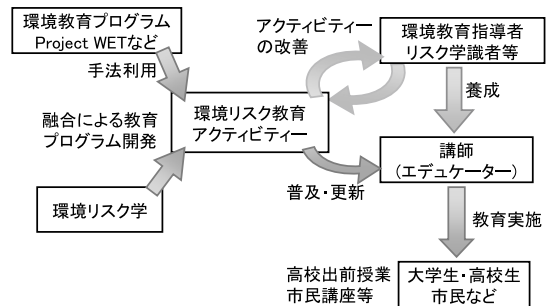 環境教育プログラム
Project WETなど
手法利用
融合による教育
プログラム開発
環境リスク学
環境リスク教育
アクティビティー
アクティビティー
の改善
環境教育指導者
リスク学識者等
養成
講師
(エデュケーター)
普及・更新
教育実施
高校出前授業
市民講座等
大学生・高校生
市民など